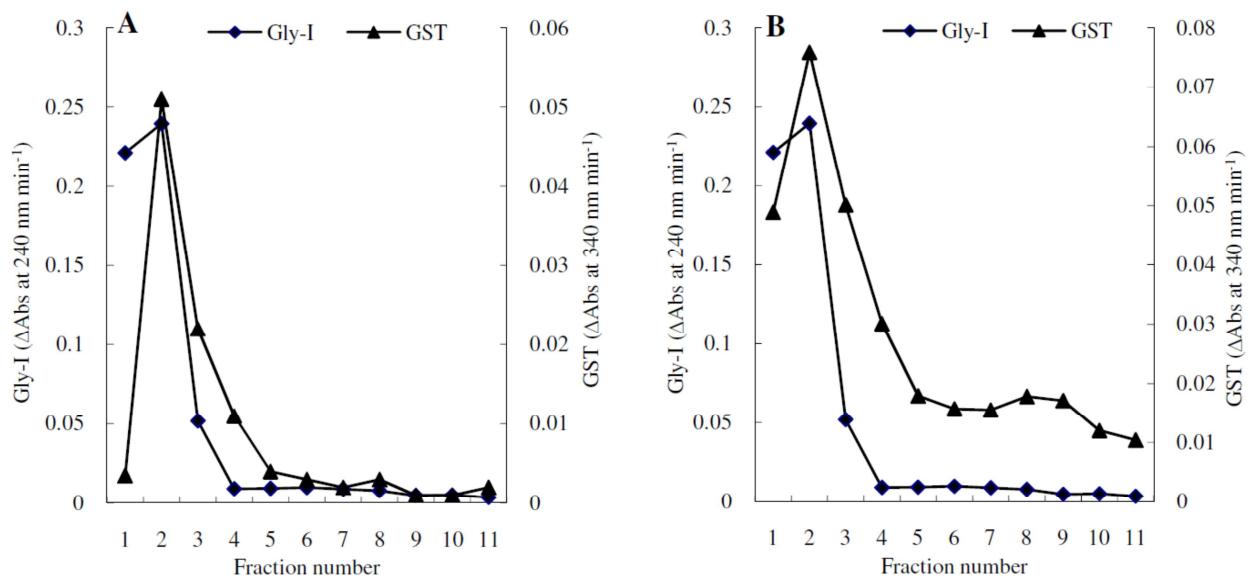 A
Gly-I
GST
Gly-I (ΔAbs at 240 nm min⁻¹)
0.3
0.25
0.2
0.15
0.1
0.05
0
GST (ΔAbs at 340 nm min⁻¹)
0.06
0.05
0.04
0.03
0.02
0.01
0
1 2 3 4 5 6 7 8 9 10 11
Fraction number
B
Gly-I
GST
Gly-I (ΔAbs at 240 nm min⁻¹)
0.3
0.25
0.2
0.15
0.1
0.05
0
GST (ΔAbs at 340 nm min⁻¹)
0.08
0.07
0.06
0.05
0.04
0.03
0.02
0.01
0
1 2 3 4 5 6 7 8 9 10 11
Fraction number